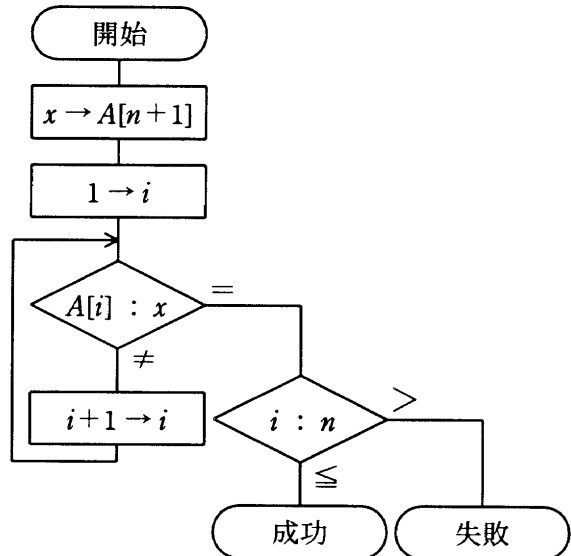 開始
x → A[n+1]
1 → i
A[i] : x
=
≠
i+1 → i
i : n
>
≦
成功
失敗